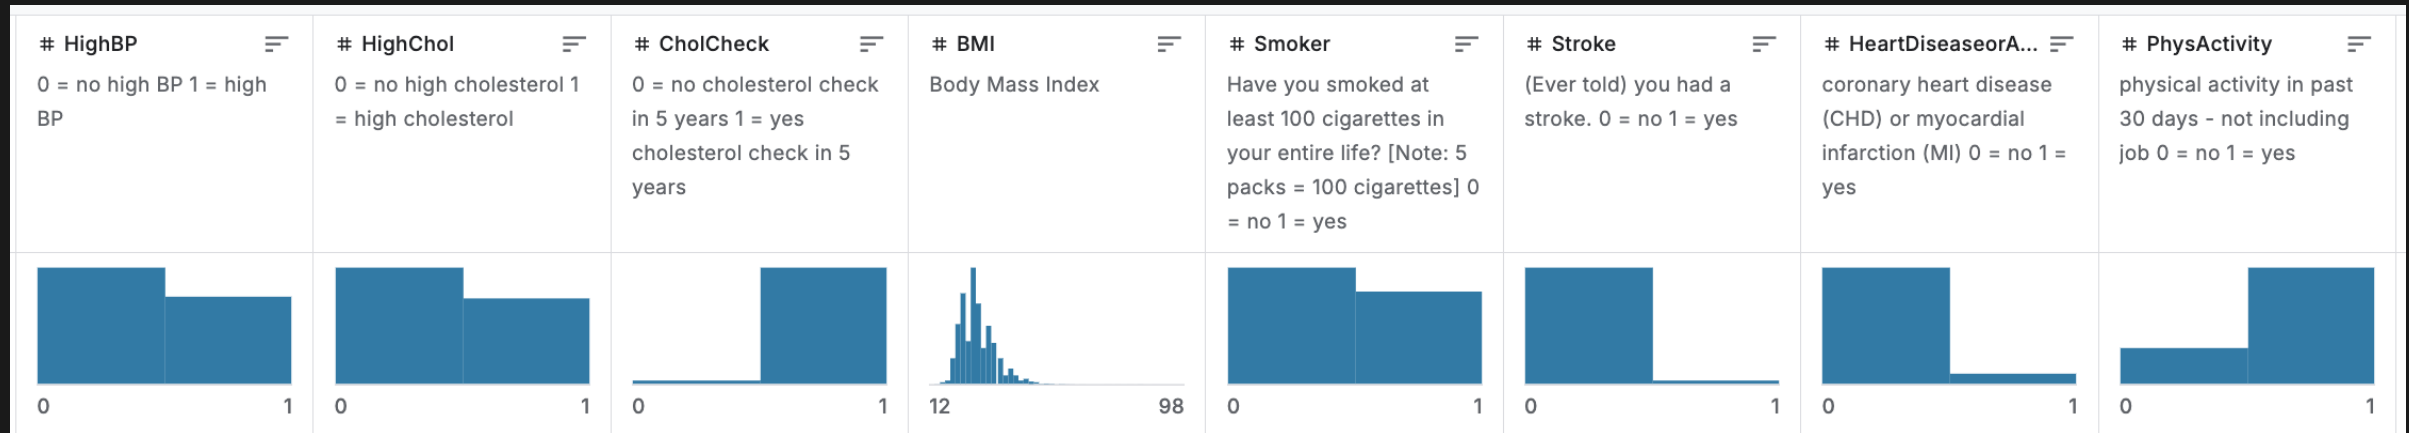 # HighBP
0 = no high BP 1 = high
BP
0
1
# HighChol
0 = no high cholesterol 1
= high cholesterol
0
1
# CholCheck
0 = no cholesterol check
in 5 years 1 = yes
cholesterol check in 5
years
0
1
# BMI
Body Mass Index
12
98
# Smoker
Have you smoked at
least 100 cigarettes in
your entire life? [Note: 5
packs = 100 cigarettes] 0
= no 1 = yes
0
1
# Stroke
(Ever told) you had a
stroke. 0 = no 1 = yes
0
1
# HeartDiseaseorA...
coronary heart disease
(CHD) or myocardial
infarction (MI) 0 = no 1 =
yes
0
1
# PhysActivity
physical activity in past
30 days - not including
job 0 = no 1 = yes
0
1